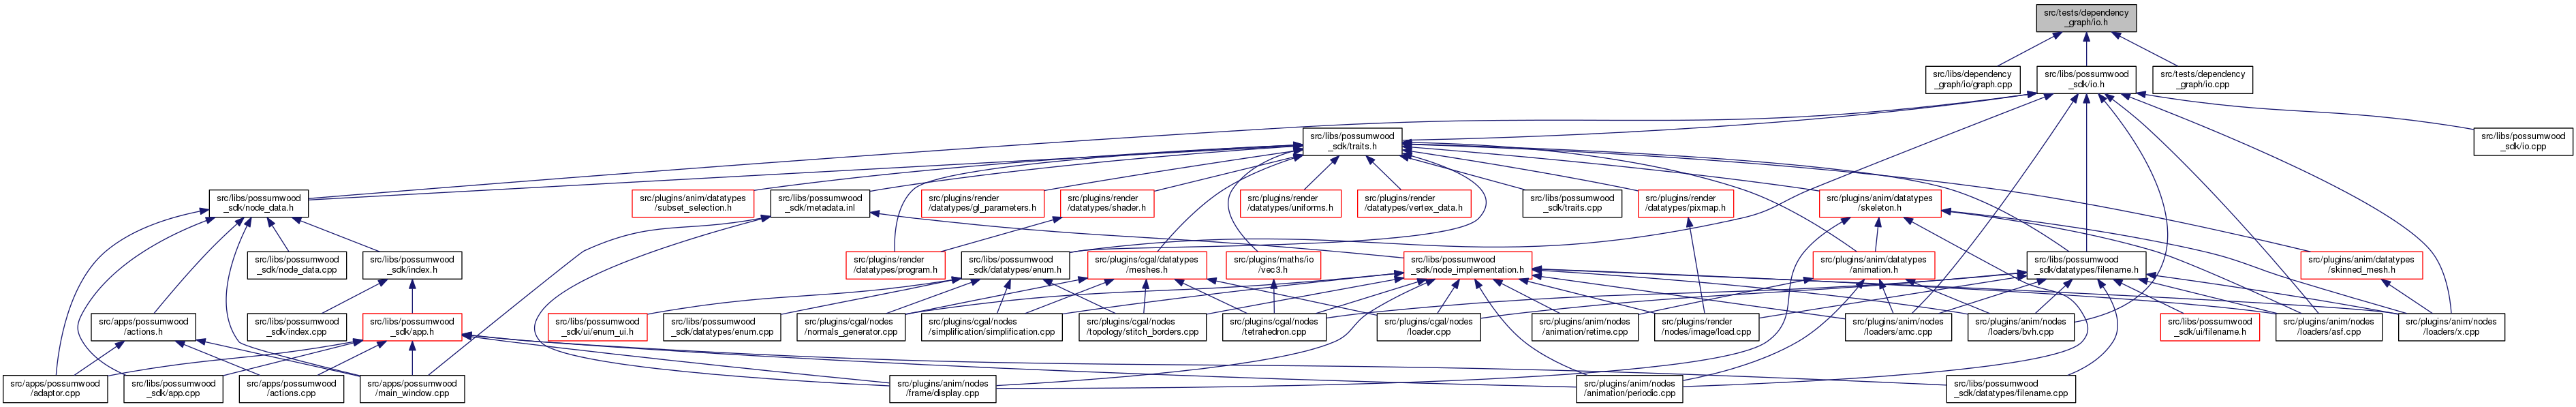 src/tests/dependency
_graph/io.h
src/libs/dependency
_graph/io/graph.cpp
src/libs/possumwood
_sdk/io.h
src/tests/dependency
_graph/io.cpp
src/libs/possumwood
_sdk/traits.h
src/libs/possumwood
_sdk/io.cpp
src/libs/possumwood
_sdk/node_data.h
src/plugins/anim/datatypes
/subset_selection.h
src/libs/possumwood
_sdk/metadata.inl
src/plugins/render
/datatypes/gl_parameters.h
src/plugins/render
/datatypes/shader.h
src/plugins/render
/datatypes/uniforms.h
src/plugins/render
/datatypes/vertex_data.h
src/libs/possumwood
_sdk/traits.cpp
src/plugins/render
/datatypes/pixmap.h
src/plugins/anim/datatypes
/skeleton.h
src/libs/possumwood
_sdk/node_data.cpp
src/libs/possumwood
_sdk/index.h
src/plugins/render
/datatypes/program.h
src/libs/possumwood
_sdk/datatypes/enum.h
src/plugins/cgal/datatypes
/meshes.h
src/plugins/maths/io
/vec3.h
src/libs/possumwood
_sdk/node_implementation.h
src/plugins/anim/datatypes
/animation.h
src/libs/possumwood
_sdk/datatypes/filename.h
src/plugins/anim/datatypes
/skinned_mesh.h
src/apps/possumwood
/actions.h
src/libs/possumwood
_sdk/index.cpp
src/libs/possumwood
_sdk/app.h
src/libs/possumwood
_sdk/ui/enum_ui.h
src/libs/possumwood
_sdk/datatypes/enum.cpp
src/plugins/cgal/nodes
/normals_generator.cpp
src/plugins/cgal/nodes
/simplification/simplification.cpp
src/plugins/cgal/nodes
/topology/stitch_borders.cpp
src/plugins/cgal/nodes
/tetrahedron.cpp
src/plugins/cgal/nodes
/loader.cpp
src/plugins/anim/nodes
/animation/retime.cpp
src/plugins/render
/nodes/image/load.cpp
src/plugins/anim/nodes
/loaders/amc.cpp
src/plugins/anim/nodes
/loaders/bvh.cpp
src/libs/possumwood
_sdk/ui/filename.h
src/plugins/anim/nodes
/loaders/asf.cpp
src/plugins/anim/nodes
/loaders/x.cpp
src/apps/possumwood
/adaptor.cpp
src/libs/possumwood
_sdk/app.cpp
src/apps/possumwood
/actions.cpp
src/apps/possumwood
/main_window.cpp
src/plugins/anim/nodes
/frame/display.cpp
src/plugins/anim/nodes
/animation/periodic.cpp
src/libs/possumwood
_sdk/datatypes/filename.cpp